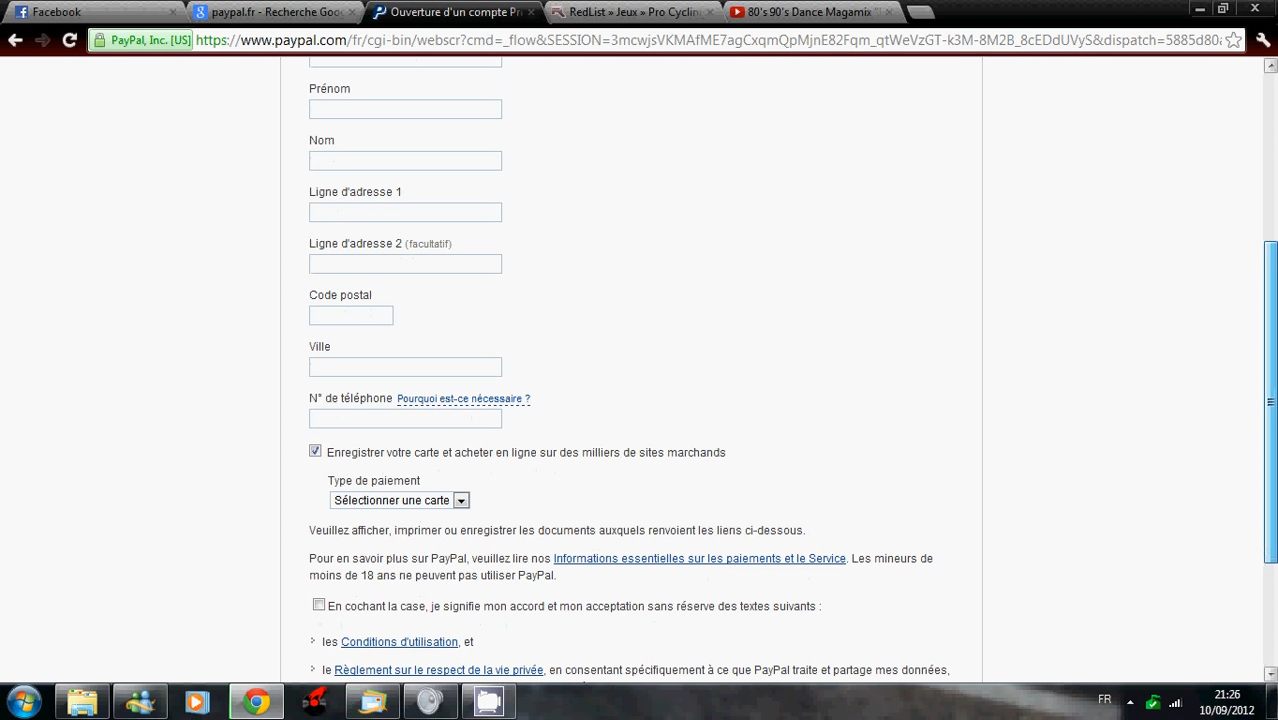 Facebook
paypal.fr - Recherche Goo
Ouverture d'un compte Pr
RedList » Jeux » Pro Cycling
80's 90's Dance Magamix
PayPal, Inc. [US]
https://www.paypal.com/fr/cgi-bin/webscr?cmd=_flow&SESSION=3mcwjsVKMAfME7agCxqmQpMjnE82Fqm_qtWeVzGT-k3M-8M2B_8cEDdUVyS&dispatch=5885d80a
Prénom
Nom
Ligne d'adresse 1
Ligne d'adresse 2 (facultatif)
Code postal
Ville
N° de téléphone Pourquoi est-ce nécessaire ?
Enregistrer votre carte et acheter en ligne sur des milliers de sites marchands
Type de paiement
Sélectionner une carte
Veuillez afficher, imprimer ou enregistrer les documents auxquels renvoient les liens ci-dessous.
Pour en savoir plus sur PayPal, veuillez lire nos Informations essentielles sur les paiements et le Service. Les mineurs de
moins de 18 ans ne peuvent pas utiliser PayPal.
En cochant la case, je signifie mon accord et mon acceptation sans réserve des textes suivants :
les Conditions d'utilisation, et
le Règlement sur le respect de la vie privée, en consentant spécifiquement à ce que PayPal traite et partage mes données,
FR
21:26
10/09/2012